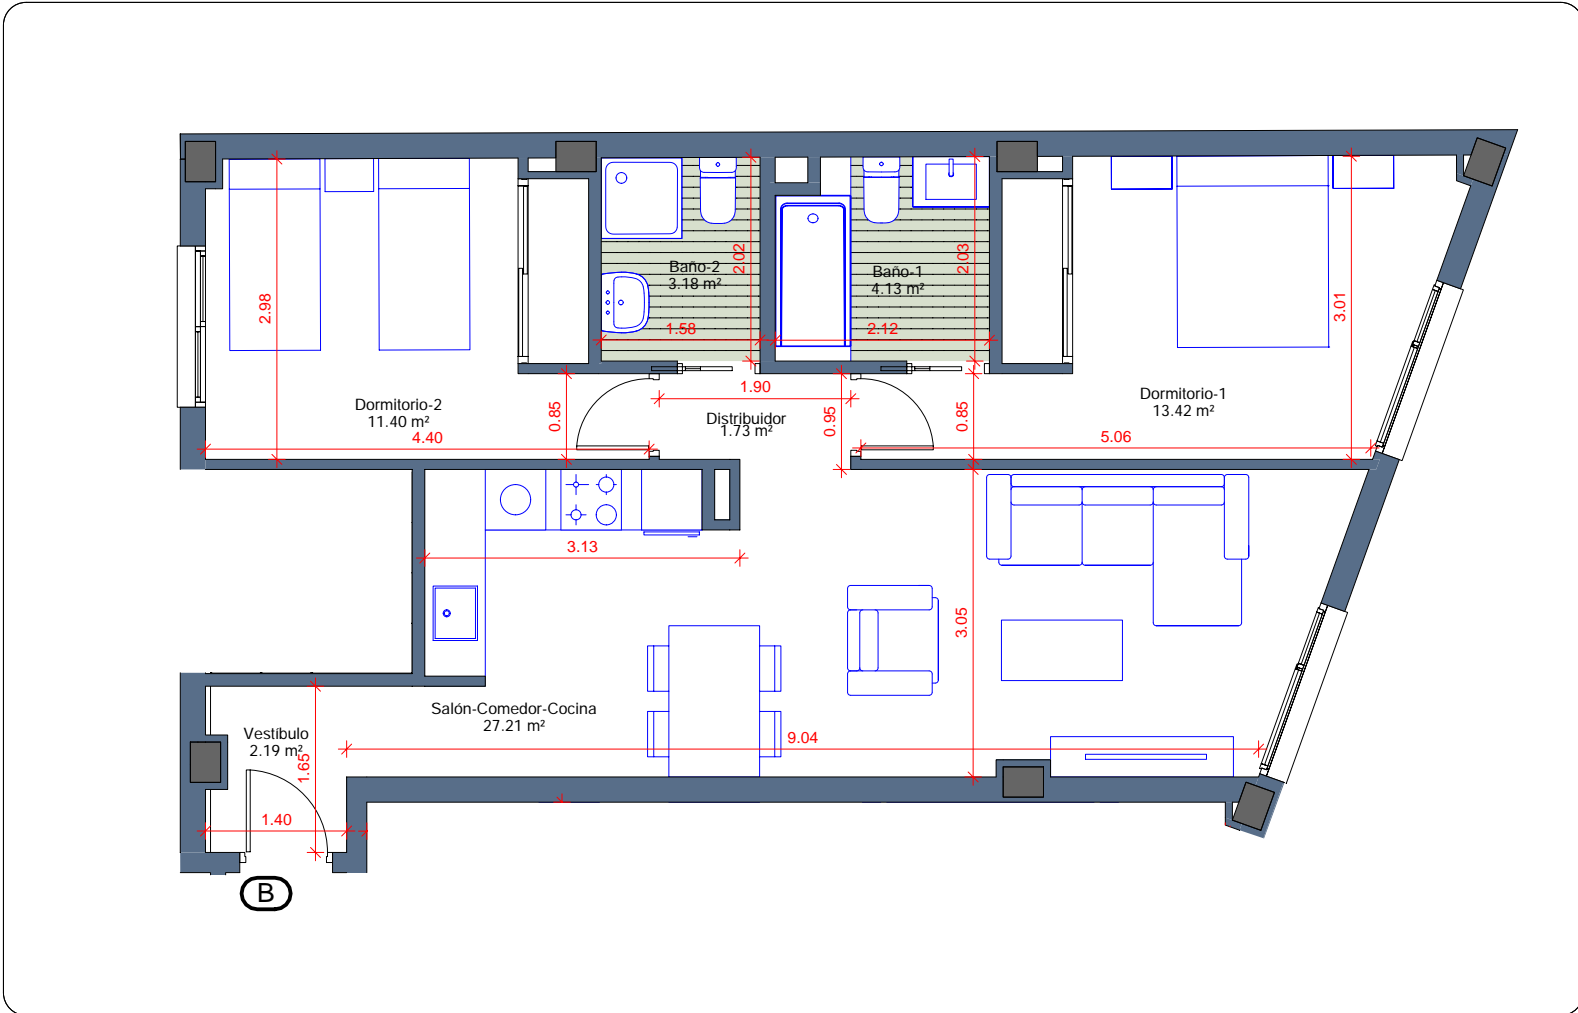 2.98
2.02
Baño-2
3.18 m²
1.58
2.03
Baño-1
4.13 m²
2.12
3.01
Dormitorio-2
11.40 m²
4.40
0.85
1.90
Distribuidor
1.73 m²
0.95
0.85
Dormitorio-1
13.42 m²
5.06
3.13
3.05
Salón-Comedor-Cocina
27.21 m²
9.04
Vestíbulo
2.19 m²
1.65
1.40
B